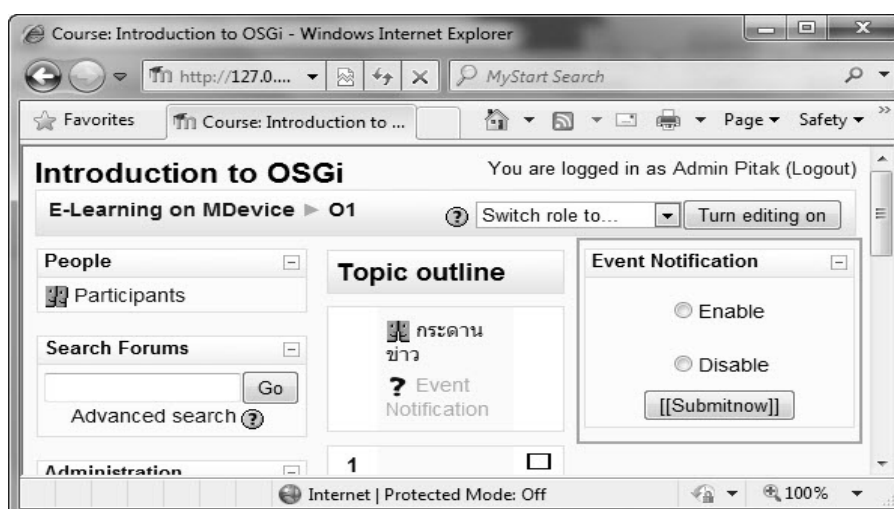 Course: Introduction to OSGi - Windows Internet Explorer
http://127.0....
MyStart Search
Favorites
Course: Introduction to ...
Page
Safety
Introduction to OSGi
You are logged in as Admin Pitak (Logout)
E-Learning on MDevice ► O1
Switch role to...
Turn editing on
People
Participants
Search Forums
Go
Advanced search
Administration
Topic outline
กระดาน
ข่าว
Event
Notification
1
Event Notification
Enable
Disable
[[Submitnow]]
Internet | Protected Mode: Off
100%